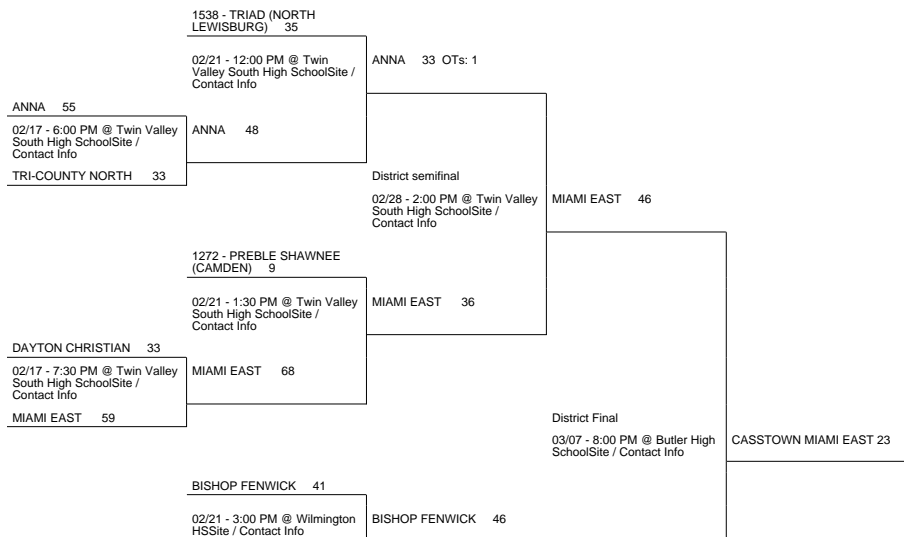 1538 - TRIAD (NORTH
LEWISBURG) 35
02/21 - 12:00 PM @ Twin
Valley South High SchoolSite /
Contact Info
ANNA 33 OTs: 1
ANNA 55
02/17 - 6:00 PM @ Twin Valley
South High SchoolSite /
Contact Info
ANNA 48
TRI-COUNTY NORTH 33
District semifinal
02/28 - 2:00 PM @ Twin Valley
South High SchoolSite /
Contact Info
MIAMI EAST 46
1272 - PREBLE SHAWNEE
(CAMDEN) 9
02/21 - 1:30 PM @ Twin Valley
South High SchoolSite /
Contact Info
MIAMI EAST 36
DAYTON CHRISTIAN 33
02/17 - 7:30 PM @ Twin Valley
South High SchoolSite /
Contact Info
MIAMI EAST 68
MIAMI EAST 59
District Final
03/07 - 8:00 PM @ Butler High
SchoolSite / Contact Info
CASSTOWN MIAMI EAST 23
BISHOP FENWICK 41
02/21 - 3:00 PM @ Wilmington
HSSite / Contact Info
BISHOP FENWICK 46